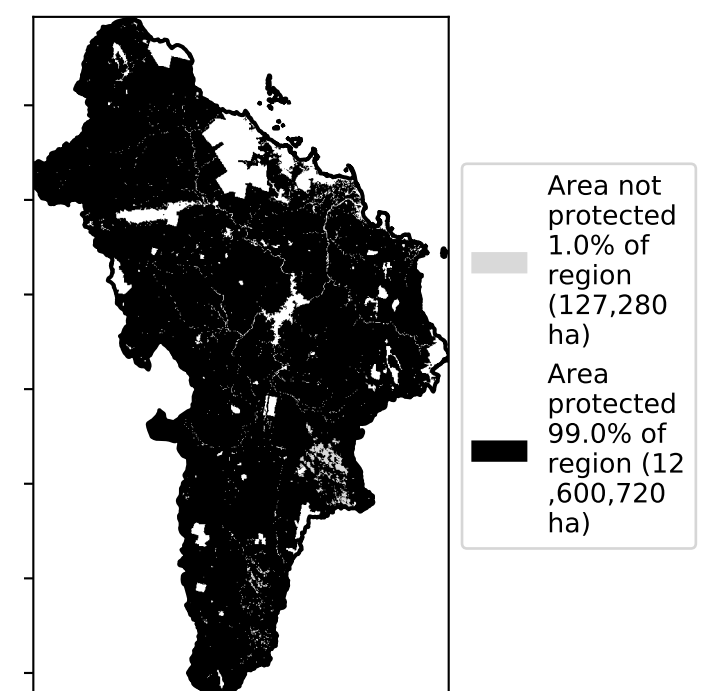 Area not
protected
1.0% of
region
(127,280
ha)
Area
protected
99.0% of
region (12
,600,720
ha)